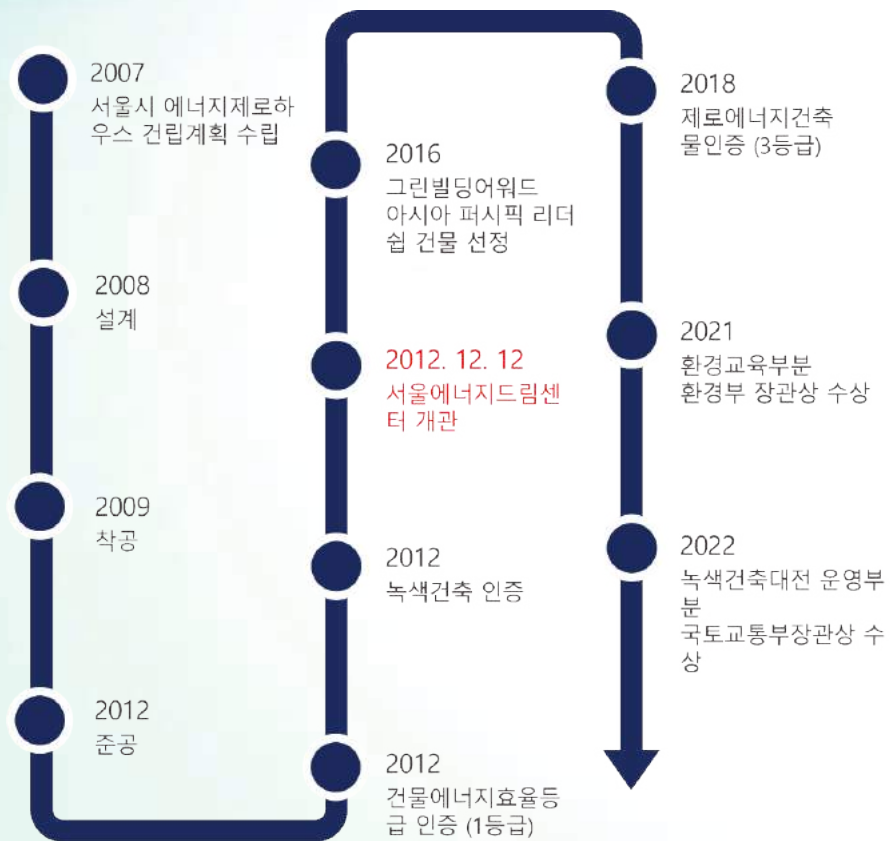 2007
서울시 에너지제로하
우스 건립계획 수립
2008
설계
2009
착공
2012
준공
2012
건물에너지효율등
급 인증 (1등급)
2012
녹색건축 인증
2012. 12. 12
서울에너지드림센
터 개관
2016
그린빌딩어워드
아시아 퍼시픽 리더
쉽 건물 선정
2018
제로에너지건축
물인증 (3등급)
2021
환경교육부분
환경부 장관상 수상
2022
녹색건축대전 운영부
분
국토교통부장관상 수
상